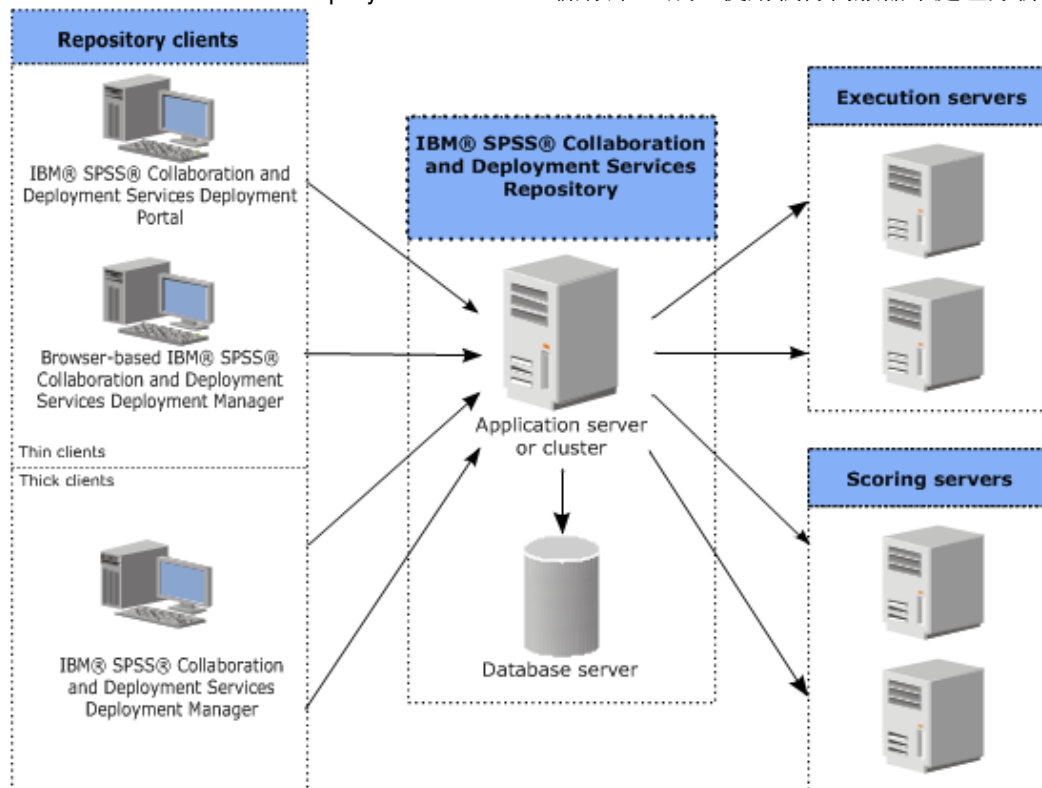 Repository clients
IBM® SPSS® Collaboration and
Deployment Services Deployment
Portal
Browser-based IBM® SPSS®
Collaboration and Deployment
Services Deployment Manager
Thin clients
Thick clients
IBM® SPSS® Collaboration
and Deployment Services
Deployment Manager
IBM® SPSS® Collaboration
and Deployment Services
Repository
Application server
or cluster
Database server
Execution servers
Scoring servers